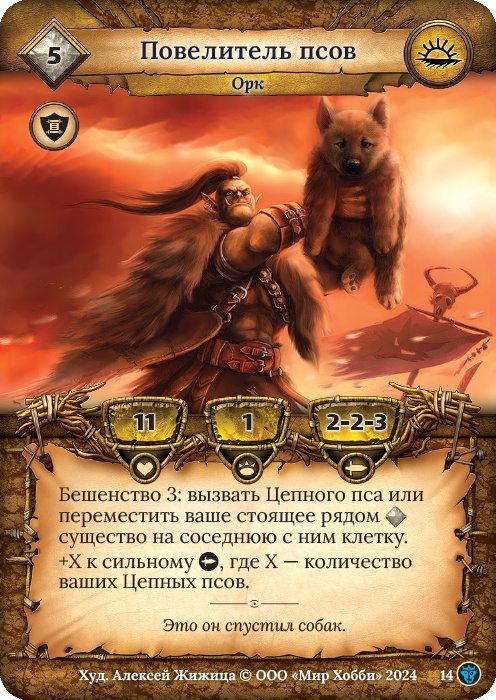 5
Повелитель псов
Орк
11
1
2-2-3
Бешенство 3: вызвать Цепного пса или
переместить ваше стоящее рядом
существо на соседнюю с ним клетку.
+X к сильному , где X — количество
ваших Цепных псов.
Это он спустил собак.
Худ. Алексей Жижица © ООО «Мир Хобби» 2024
14